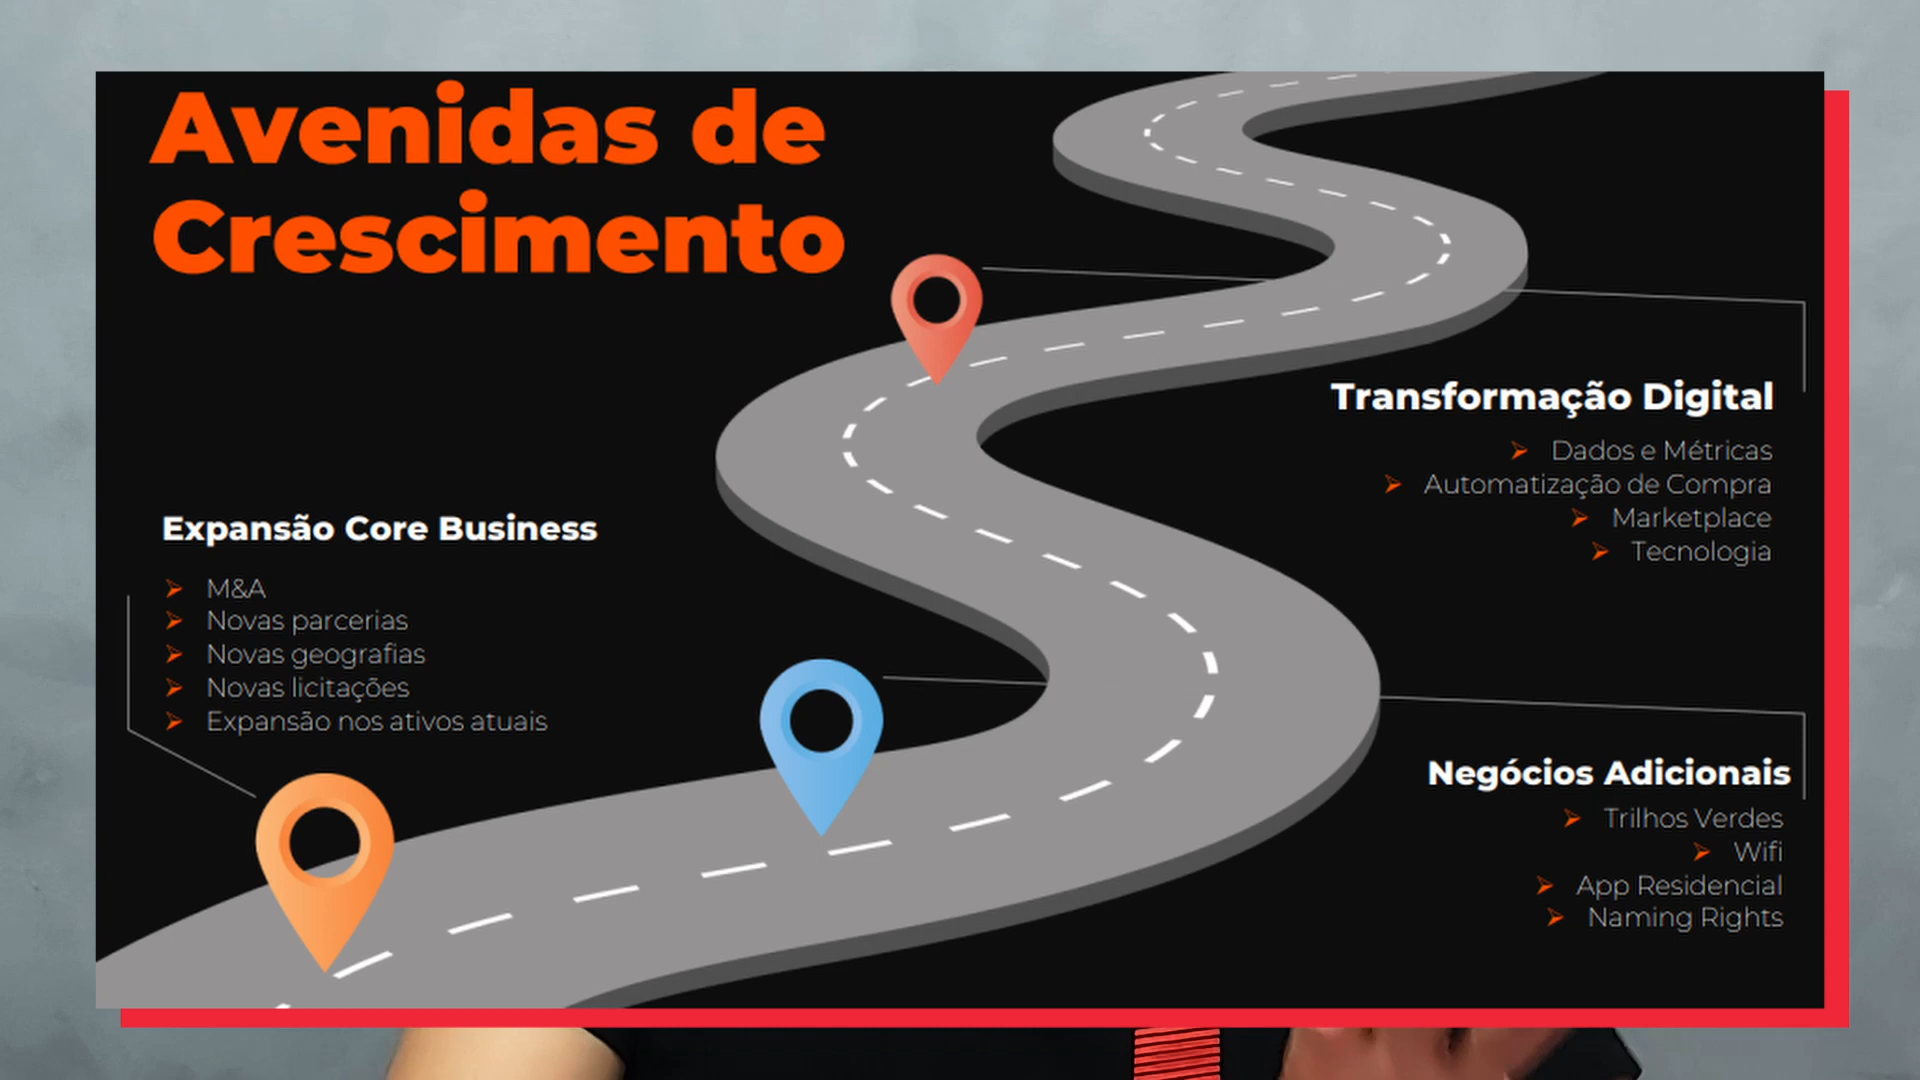 Avenidas de
Crescimento
Expansão Core Business
M&A
Novas parcerias
Novas geografias
Novas licitações
Expansão nos ativos atuais
Transformação Digital
Dados e Métricas
Automatização de Compra
Marketplace
Tecnologia
Negócios Adicionais
Trilhos Verdes
Wifi
App Residencial
Naming Rights